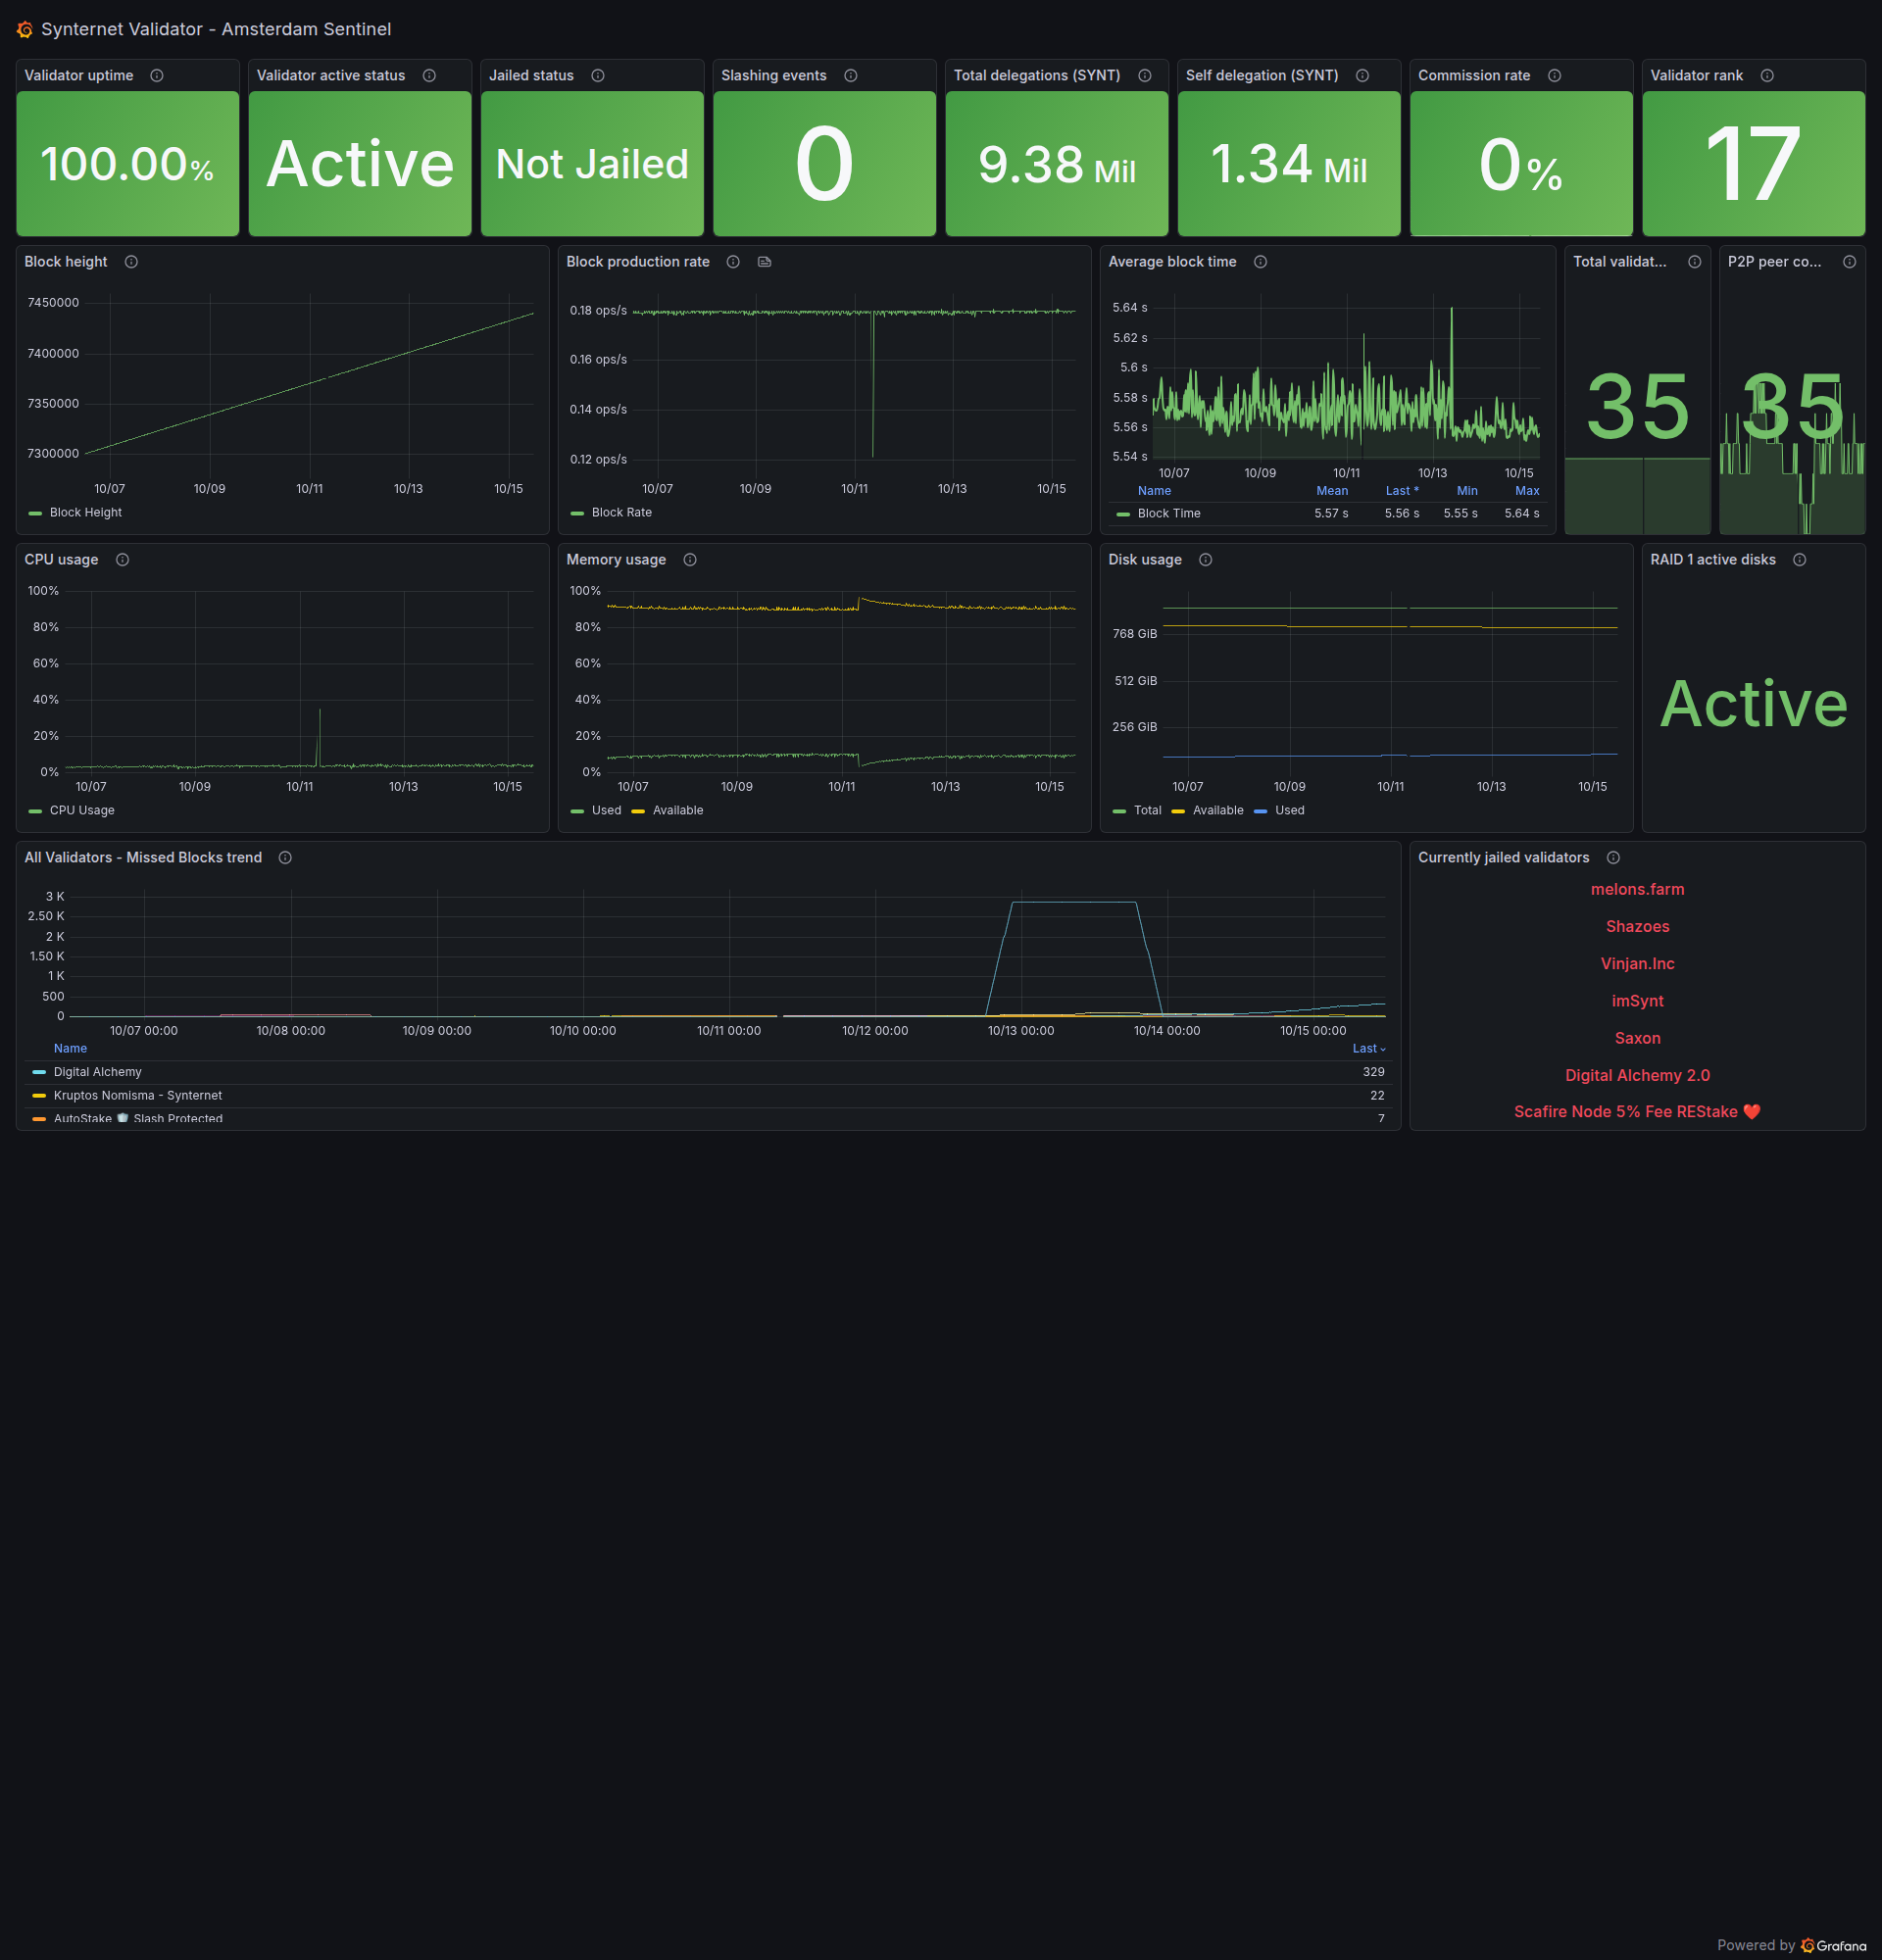 Synternet Validator - Amsterdam Sentinel
Validator uptime
100.00%
Validator active status
Active
Jailed status
Not Jailed
Slashing events
0
Total delegations (SYNT)
9.38 Mil
Self delegation (SYNT)
1.34 Mil
Commission rate
0%
Validator rank
17
Block height
7450000
7400000
7350000
7300000
10/07 10/09 10/11 10/13 10/15
Block Height
Block production rate
0.18 ops/s
0.16 ops/s
0.14 ops/s
0.12 ops/s
10/07 10/09 10/11 10/13 10/15
Block Rate
Average block time
5.64 s
5.62 s
5.6 s
5.58 s
5.56 s
5.54 s
10/07 10/09 10/11 10/13 10/15
Name Mean Last * Min Max
Block Time 5.57 s 5.56 s 5.55 s 5.64 s
Total validat...
35
P2P peer co...
35
CPU usage
100%
80%
60%
40%
20%
0%
10/07 10/09 10/11 10/13 10/15
CPU Usage
Memory usage
100%
80%
60%
40%
20%
0%
10/07 10/09 10/11 10/13 10/15
Used Available
Disk usage
768 GiB
512 GiB
256 GiB
10/07 10/09 10/11 10/13 10/15
Total Available Used
RAID 1 active disks
Active
All Validators - Missed Blocks trend
3 K
2.50 K
2 K
1.50 K
1 K
500
0
10/07 00:00 10/08 00:00 10/09 00:00 10/10 00:00 10/11 00:00 10/12 00:00 10/13 00:00 10/14 00:00 10/15 00:00
Name Last
Digital Alchemy 329
Kruptos Nomisma - Synternet 22
AutoStake 🛡️ Slash Protected 7
Currently jailed validators
melons.farm
Shazoes
Vinjan.Inc
imSynt
Saxon
Digital Alchemy 2.0
Scafire Node 5% Fee REStake ❤️
Powered by Grafana